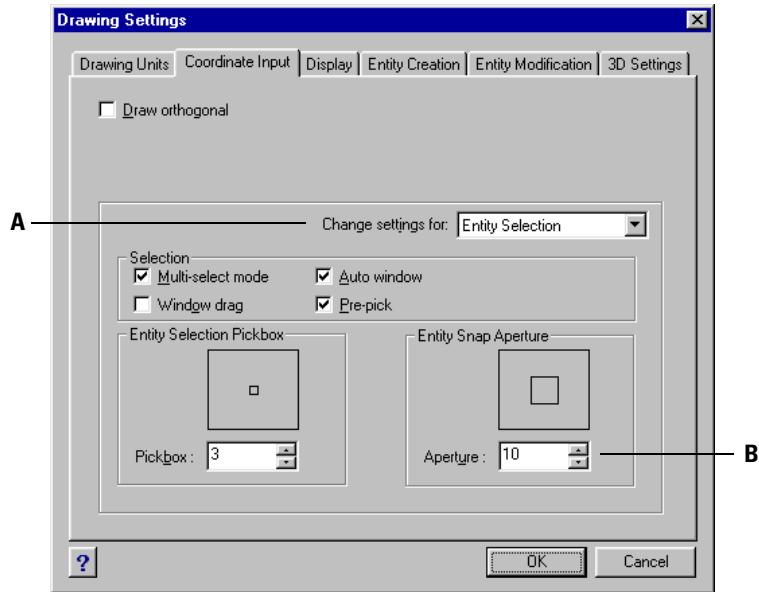 Drawing Settings
Drawing Units Coordinate Input Display Entity Creation Entity Modification 3D Settings
Draw orthogonal
A
Change settings for: Entity Selection
Selection
Multi-select mode Auto window
Window drag Pre-pick
Entity Selection Pickbox Entity Snap Aperture
Pickbox : 3 Aperture : 10
B
? OK Cancel